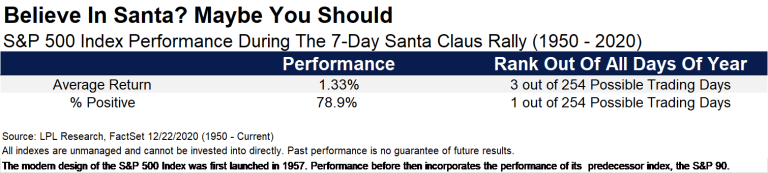 Believe In Santa? Maybe You Should
S&P 500 Index Performance During The 7-Day Santa Claus Rally (1950 - 2020)
Performance Rank Out Of All Days Of Year
Average Return 1.33% 3 out of 254 Possible Trading Days
% Positive 78.9% 1 out of 254 Possible Trading Days
Source: LPL Research, FactSet 12/22/2020 (1950 - Current)
All indexes are unmanaged and cannot be invested into directly. Past performance is no guarantee of future results.
The modern design of the S&P 500 Index was first launched in 1957. Performance before then incorporates the performance of its predecessor index, the S&P 90.